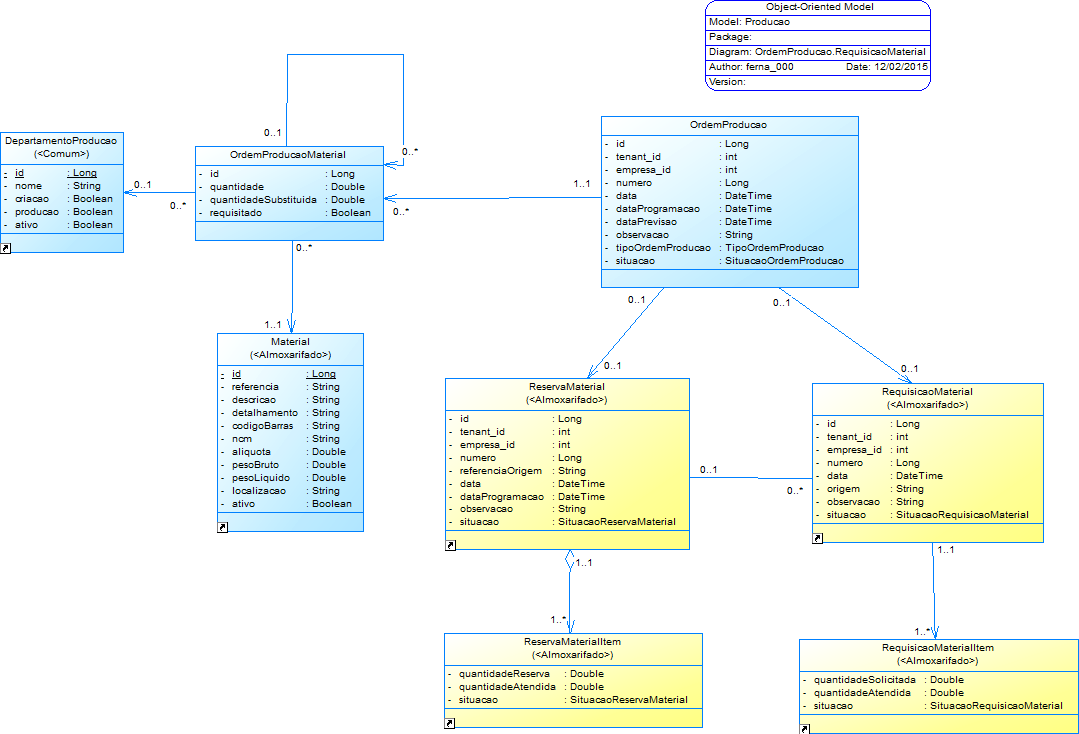 Object-Oriented Model
Model: Producao
Package:
Diagram: OrdemProducao.RequisicaoMaterial
Author: ferna_000 Date: 12/02/2015
Version:
DepartamentoProducao
(<Comum>)
- id : Long
- nome : String
- criacao : Boolean
- producao : Boolean
- ativo : Boolean
0..1
0..*
0..1
0..*
OrdemProducaoMaterial
- id : Long
- quantidade : Double
- quantidadeSubstituida : Double
- requisitado : Boolean
0..*
1..1
OrdemProducao
- id : Long
- tenant_id : int
- empresa_id : int
- numero : Long
- data : DateTime
- dataProgramacao : DateTime
- dataPrevisao : DateTime
- observacao : String
- tipoOrdemProducao : TipoOrdemProducao
- situacao : SituacaoOrdemProducao
0..*
1..1
0..1
0..1
0..1
0..1
Material
(<Almoxarifado>)
- id : Long
- referencia : String
- descricao : String
- detalhamento : String
- codigoBarras : String
- ncm : String
- aliquota : Double
- pesoBruto : Double
- pesoLiquido : Double
- localizacao : String
- ativo : Boolean
ReservaMaterial
(<Almoxarifado>)
- id : Long
- tenant_id : int
- empresa_id : int
- numero : Long
- referenciaOrigem : String
- data : DateTime
- dataProgramacao : DateTime
- observacao : String
- situacao : SituacaoReservaMaterial
0..1
0..*
RequisicaoMaterial
(<Almoxarifado>)
- id : Long
- tenant_id : int
- empresa_id : int
- numero : Long
- data : DateTime
- origem : String
- observacao : String
- situacao : SituacaoRequisicaoMaterial
1..1
1..*
1..1
1..*
ReservaMaterialItem
(<Almoxarifado>)
- quantidadeReserva : Double
- quantidadeAtendida : Double
- situacao : SituacaoReservaMaterial
RequisicaoMaterialItem
(<Almoxarifado>)
- quantidadeSolicitada : Double
- quantidadeAtendida : Double
- situacao : SituacaoRequisicaoMaterial